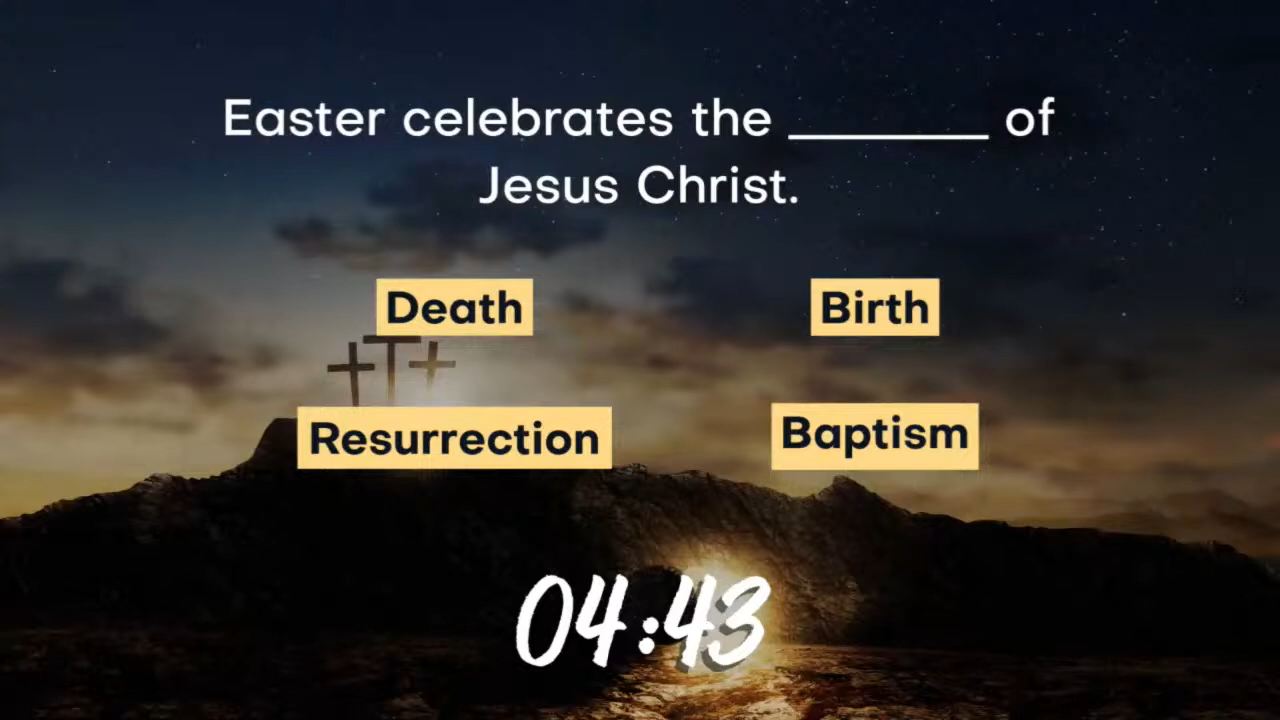 Easter celebrates the ________ of
Jesus Christ.
Death
Birth
Resurrection
Baptism
04:43